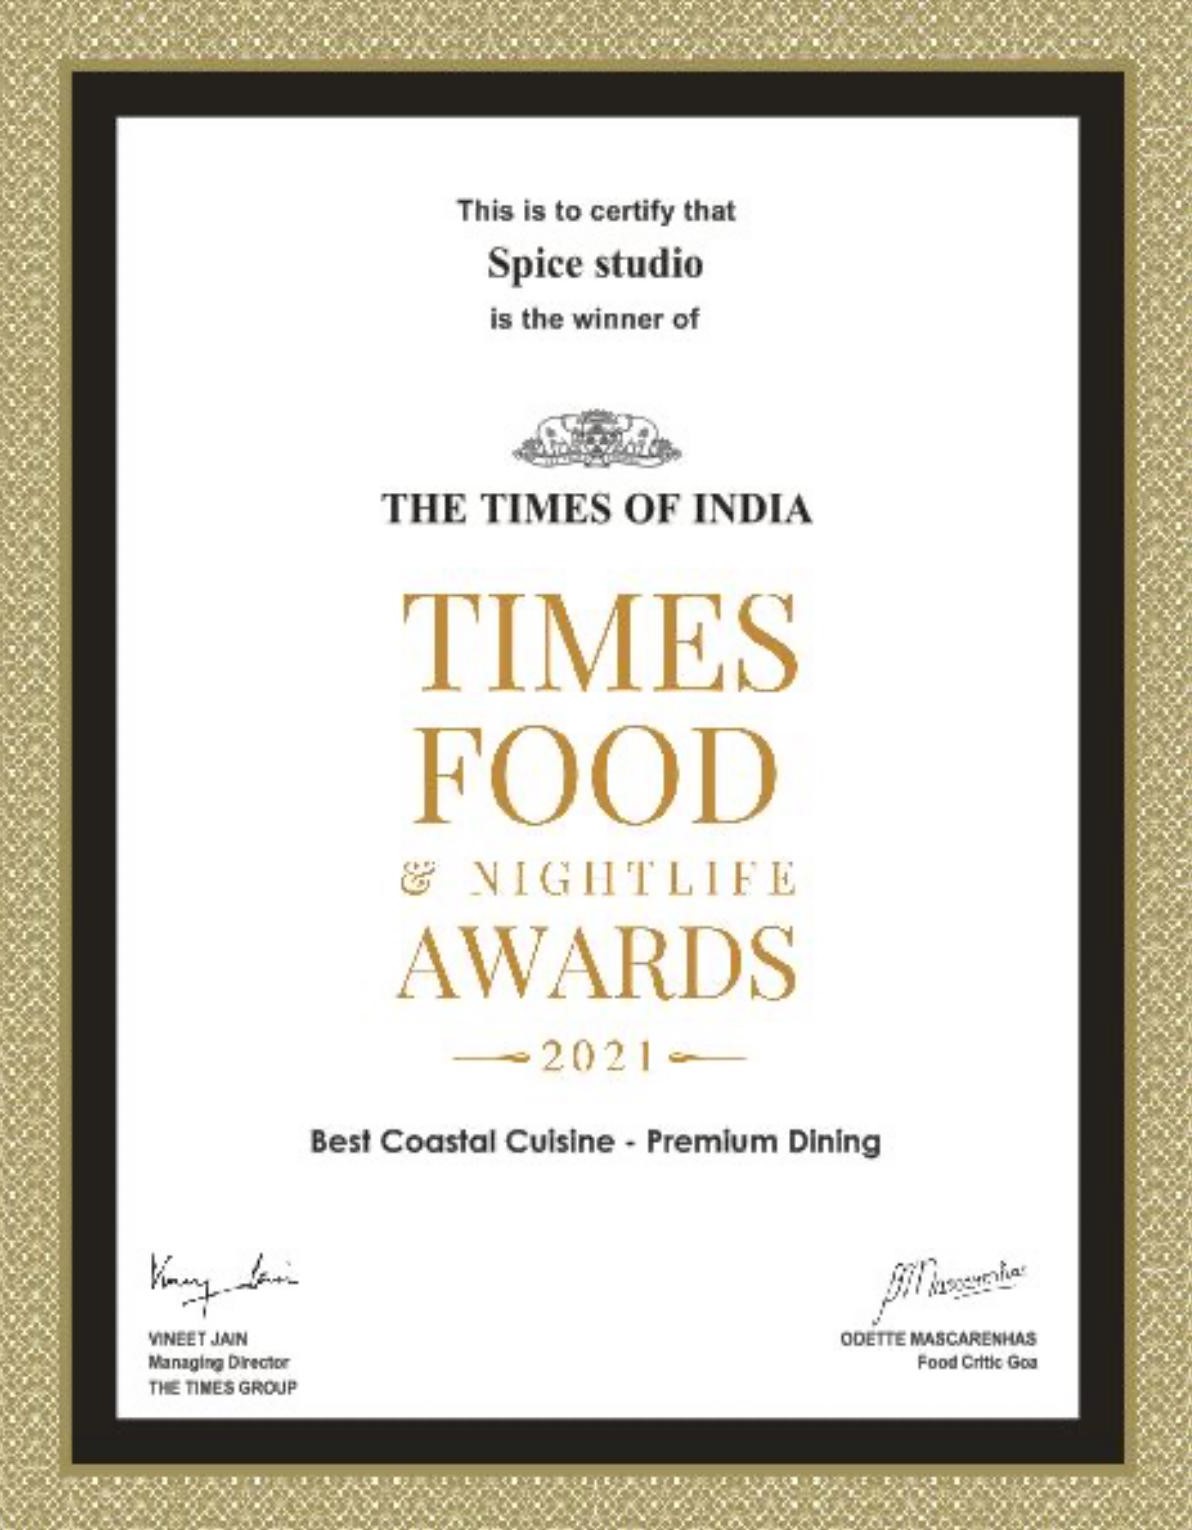 This is to certify that
Spice studio
is the winner of
THE TIMES OF INDIA
TIMES
FOOD
& NIGHTLIFE
AWARDS
2021
Best Coastal Cuisine - Premium Dining
Vineet Jain
VINEET JAIN
Managing Director
THE TIMES GROUP
Mascarenhas
ODETTE MASCARENHAS
Food Critic Goa